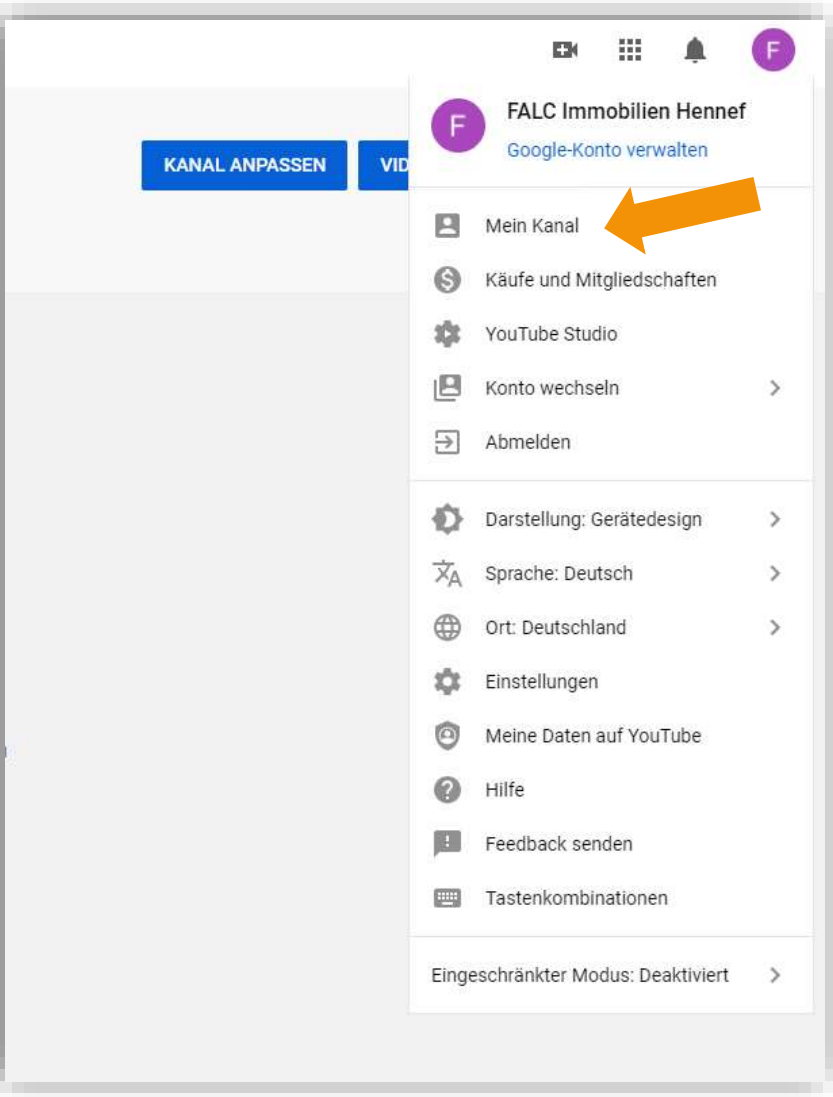 F
FALC Immobilien Hennef
F
Google-Konto verwalten
KANAL ANPASSEN
VID
Mein Kanal
Käufe und Mitgliedschaften
YouTube Studio
Konto wechseln
Abmelden
Darstellung: Gerätedesign
Sprache: Deutsch
Ort: Deutschland
Einstellungen
Meine Daten auf YouTube
Hilfe
Feedback senden
Tastenkombinationen
Eingeschränkter Modus: Deaktiviert